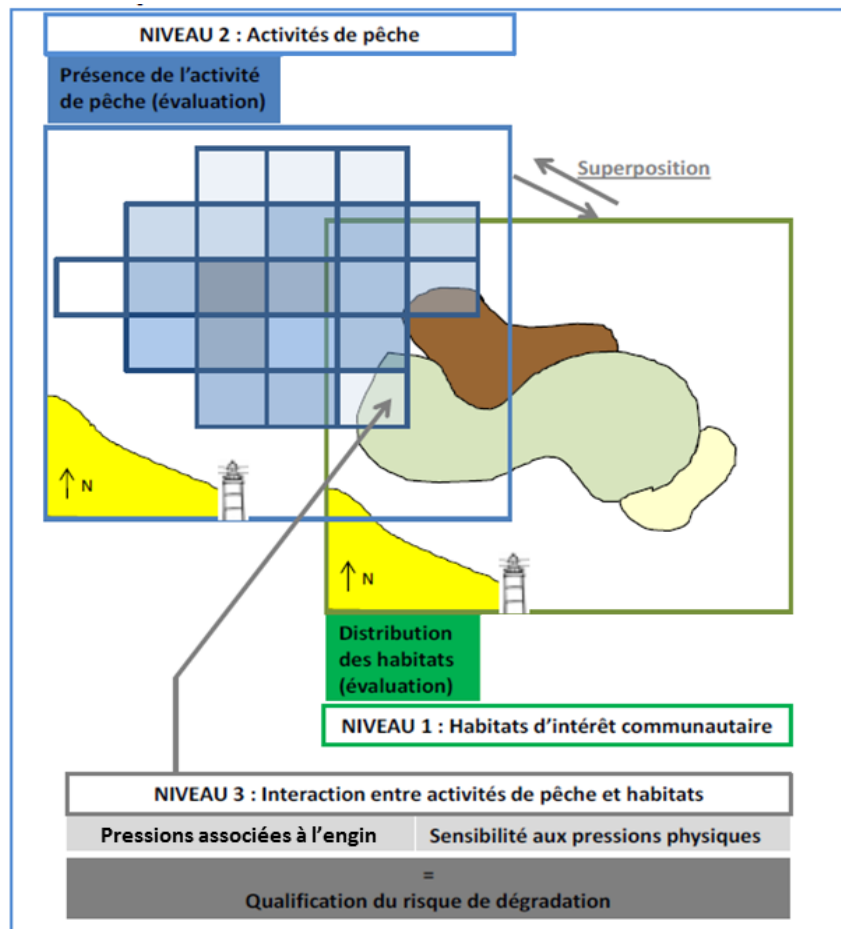 NIVEAU 2 : Activités de pêche
Présence de l'activité
de pêche (évaluation)
Superposition
N
N
Distribution
des habitats
(évaluation)
NIVEAU 1 : Habitats d'intérêt communautaire
NIVEAU 3 : Interaction entre activités de pêche et habitats
Pressions associées à l'engin
Sensibilité aux pressions physiques
=
Qualification du risque de dégradation